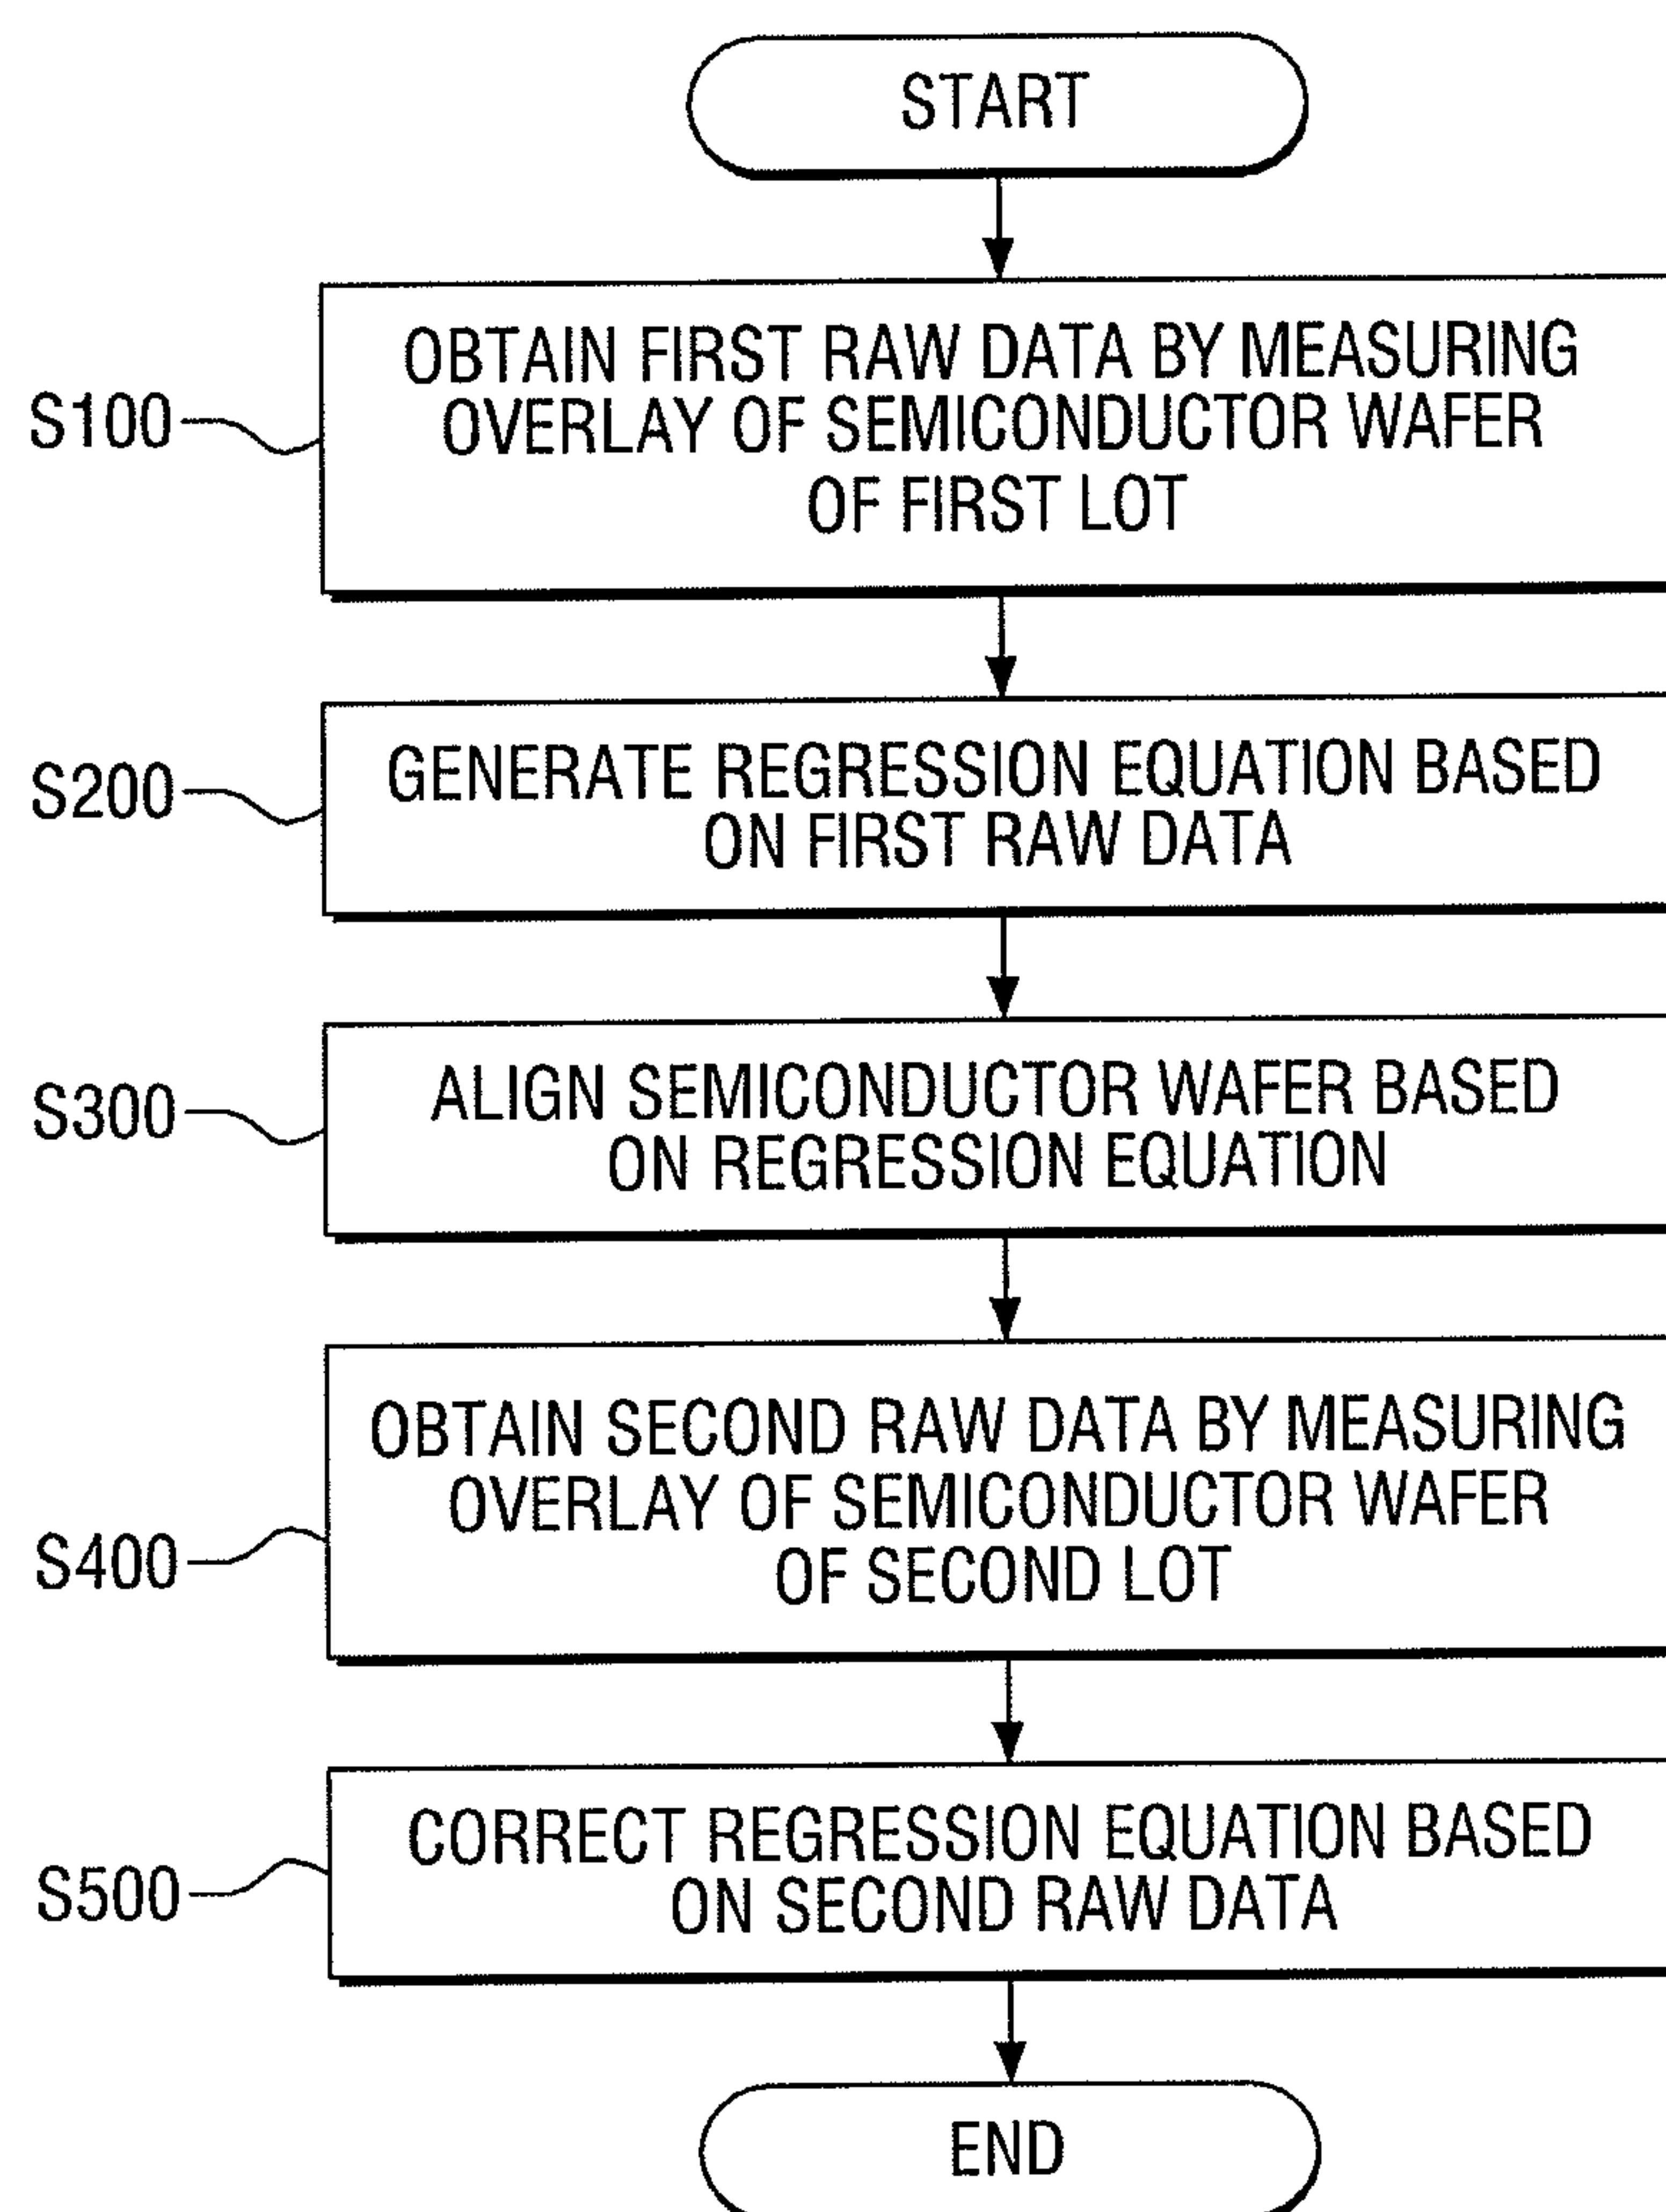 START
S100
OBTAIN FIRST RAW DATA BY MEASURING
OVERLAY OF SEMICONDUCTOR WAFER
OF FIRST LOT
S200
GENERATE REGRESSION EQUATION BASED
ON FIRST RAW DATA
S300
ALIGN SEMICONDUCTOR WAFER BASED
ON REGRESSION EQUATION
S400
OBTAIN SECOND RAW DATA BY MEASURING
OVERLAY OF SEMICONDUCTOR WAFER
OF SECOND LOT
S500
CORRECT REGRESSION EQUATION BASED
ON SECOND RAW DATA
END